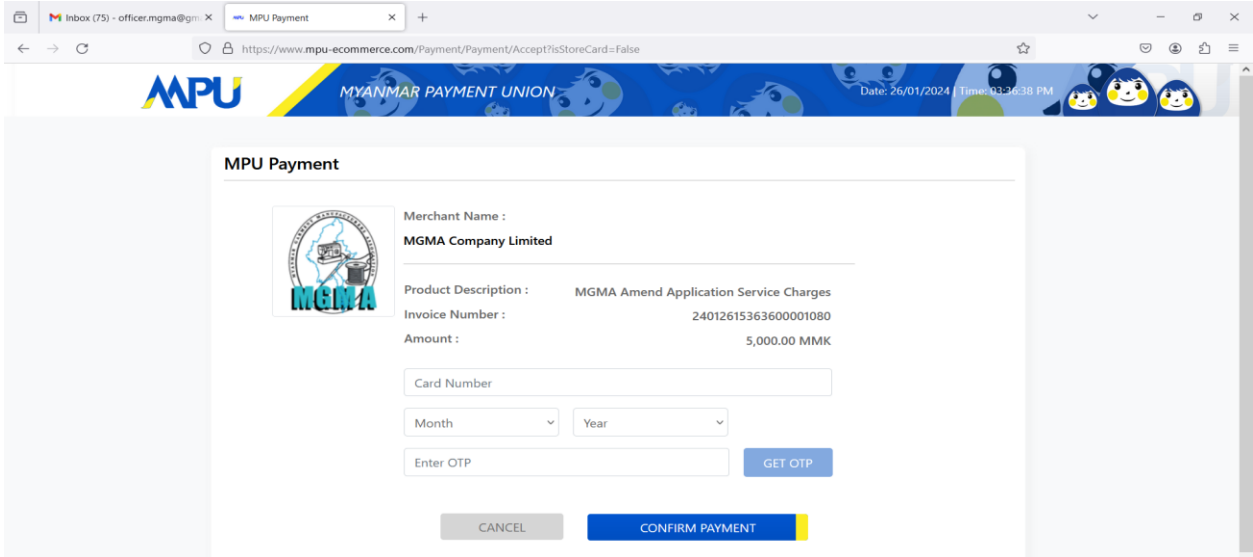 Inbox (75) - officer.mgma@gm
MPU Payment
https://www.mpu-ecommerce.com/Payment/Payment/Accept?isStoreCard=False
MPU
MYANMAR PAYMENT UNION
Date: 26/01/2024 | Time: 03:36:38 PM
MPU Payment
Merchant Name :
MGMA Company Limited
MGMA
Product Description : MGMA Amend Application Service Charges
Invoice Number : 24012615363600001080
Amount : 5,000.00 MMK
Card Number
Month Year
Enter OTP GET OTP
CANCEL CONFIRM PAYMENT